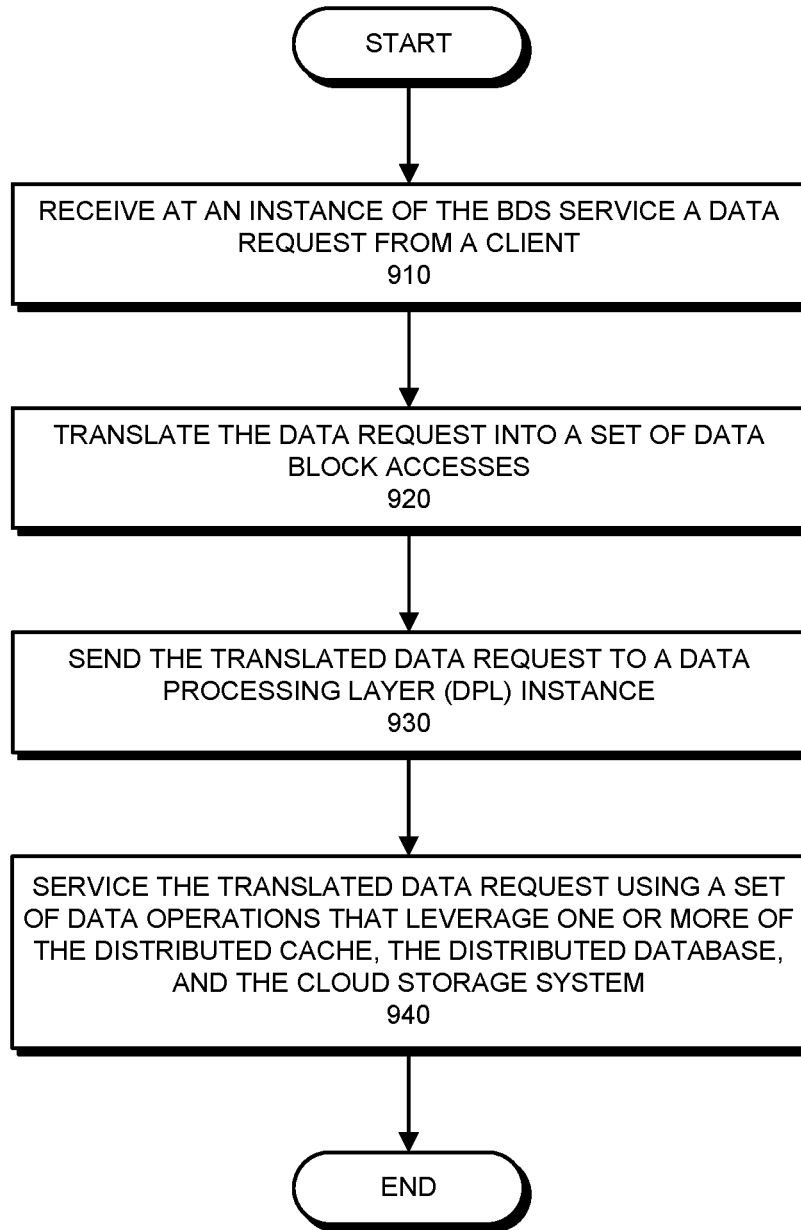 START
RECEIVE AT AN INSTANCE OF THE BDS SERVICE A DATA
REQUEST FROM A CLIENT
910
TRANSLATE THE DATA REQUEST INTO A SET OF DATA
BLOCK ACCESSES
920
SEND THE TRANSLATED DATA REQUEST TO A DATA
PROCESSING LAYER (DPL) INSTANCE
930
SERVICE THE TRANSLATED DATA REQUEST USING A SET
OF DATA OPERATIONS THAT LEVERAGE ONE OR MORE OF
THE DISTRIBUTED CACHE, THE DISTRIBUTED DATABASE,
AND THE CLOUD STORAGE SYSTEM
940
END